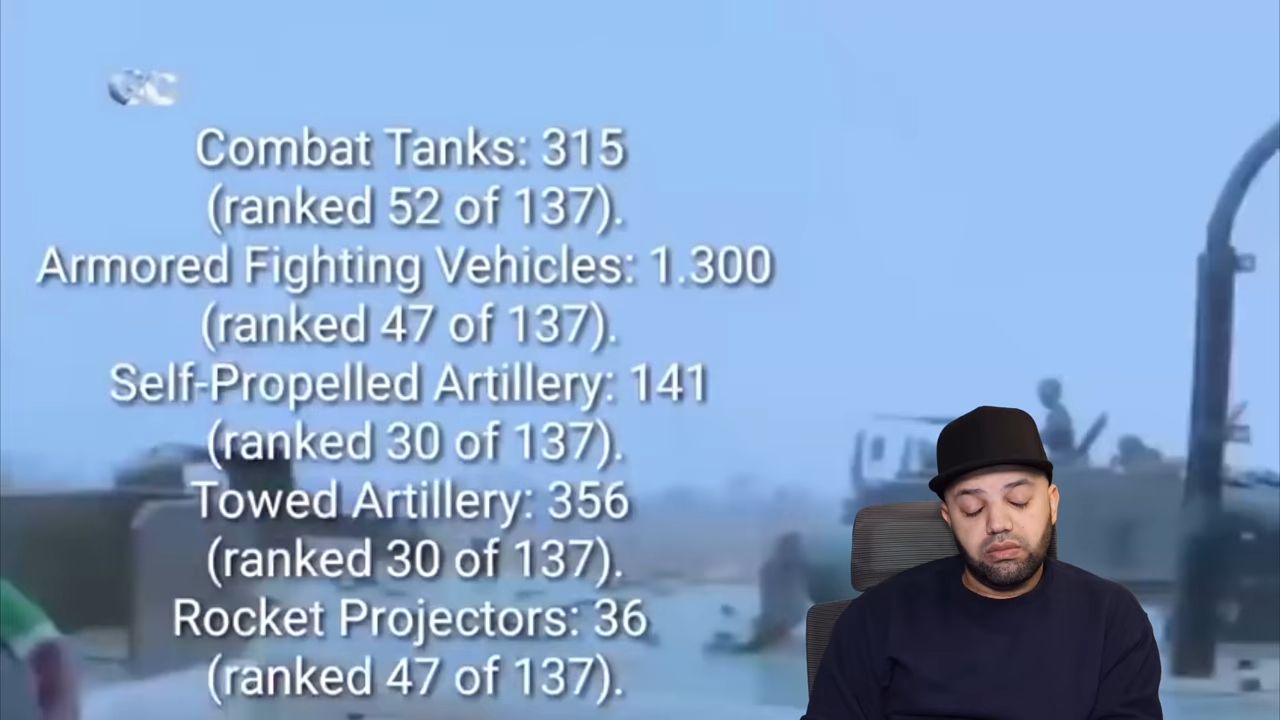 Combat Tanks: 315
(ranked 52 of 137).
Armored Fighting Vehicles: 1.300
(ranked 47 of 137).
Self-Propelled Artillery: 141
(ranked 30 of 137).
Towed Artillery: 356
(ranked 30 of 137).
Rocket Projectors: 36
(ranked 47 of 137).